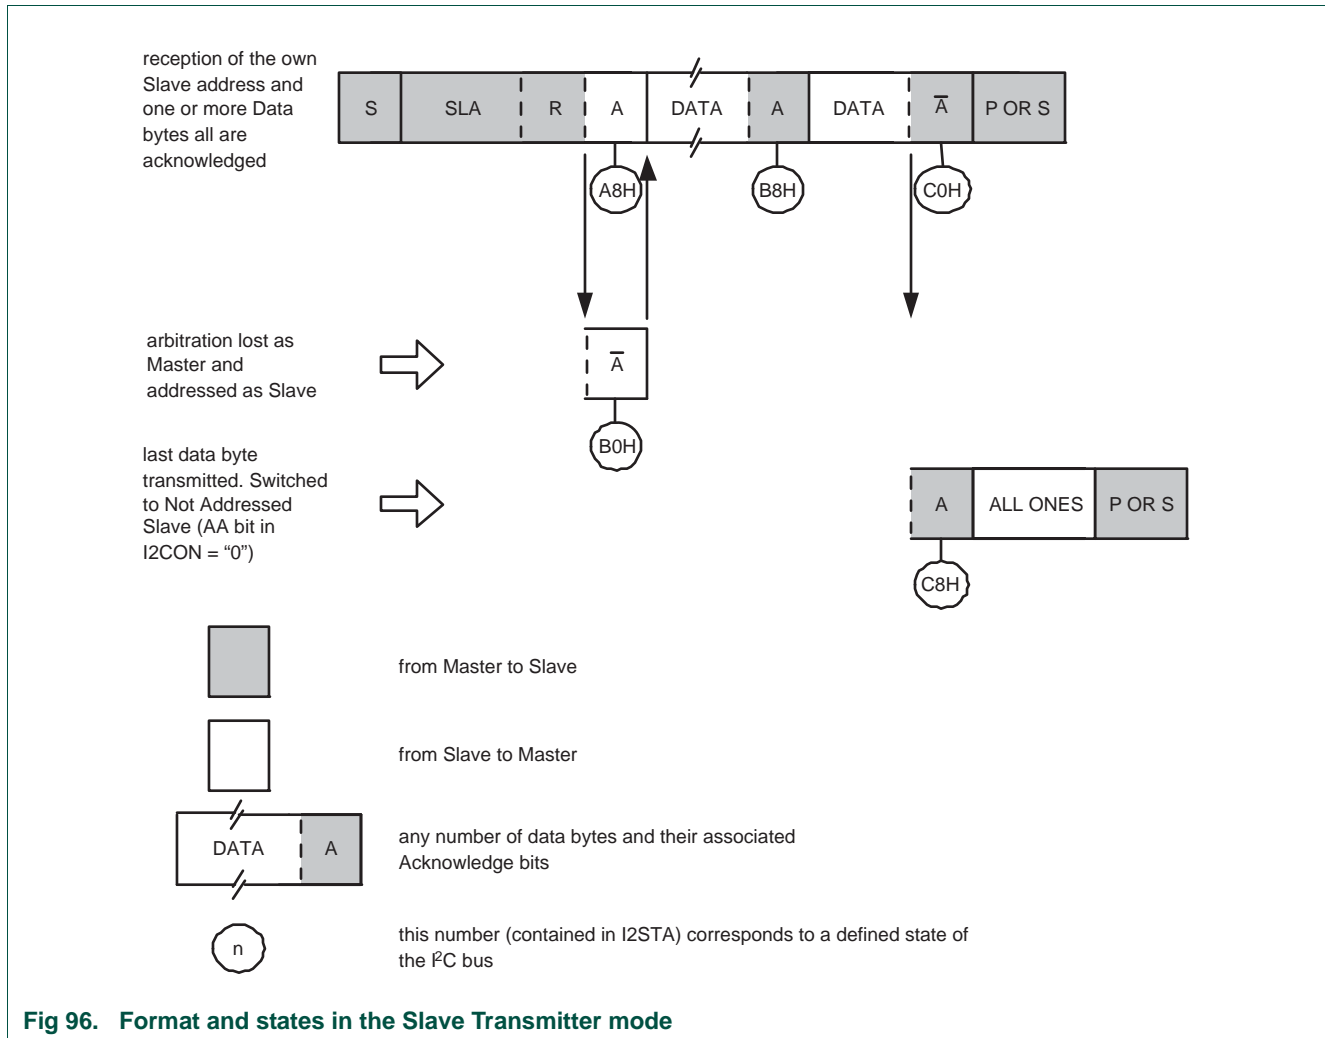 reception of the own
Slave address and
one or more Data
bytes all are
acknowledged
S SLA R A DATA A DATA A̅ P OR S
A8H B8H C0H
arbitration lost as
Master and
addressed as Slave
A̅
B0H
last data byte
transmitted. Switched
to Not Addressed
Slave (AA bit in
I2CON = “0”)
A ALL ONES P OR S
C8H
from Master to Slave
from Slave to Master
DATA A
any number of data bytes and their associated
Acknowledge bits
n
this number (contained in I2STA) corresponds to a defined state of
the I²C bus
Fig 96. Format and states in the Slave Transmitter mode